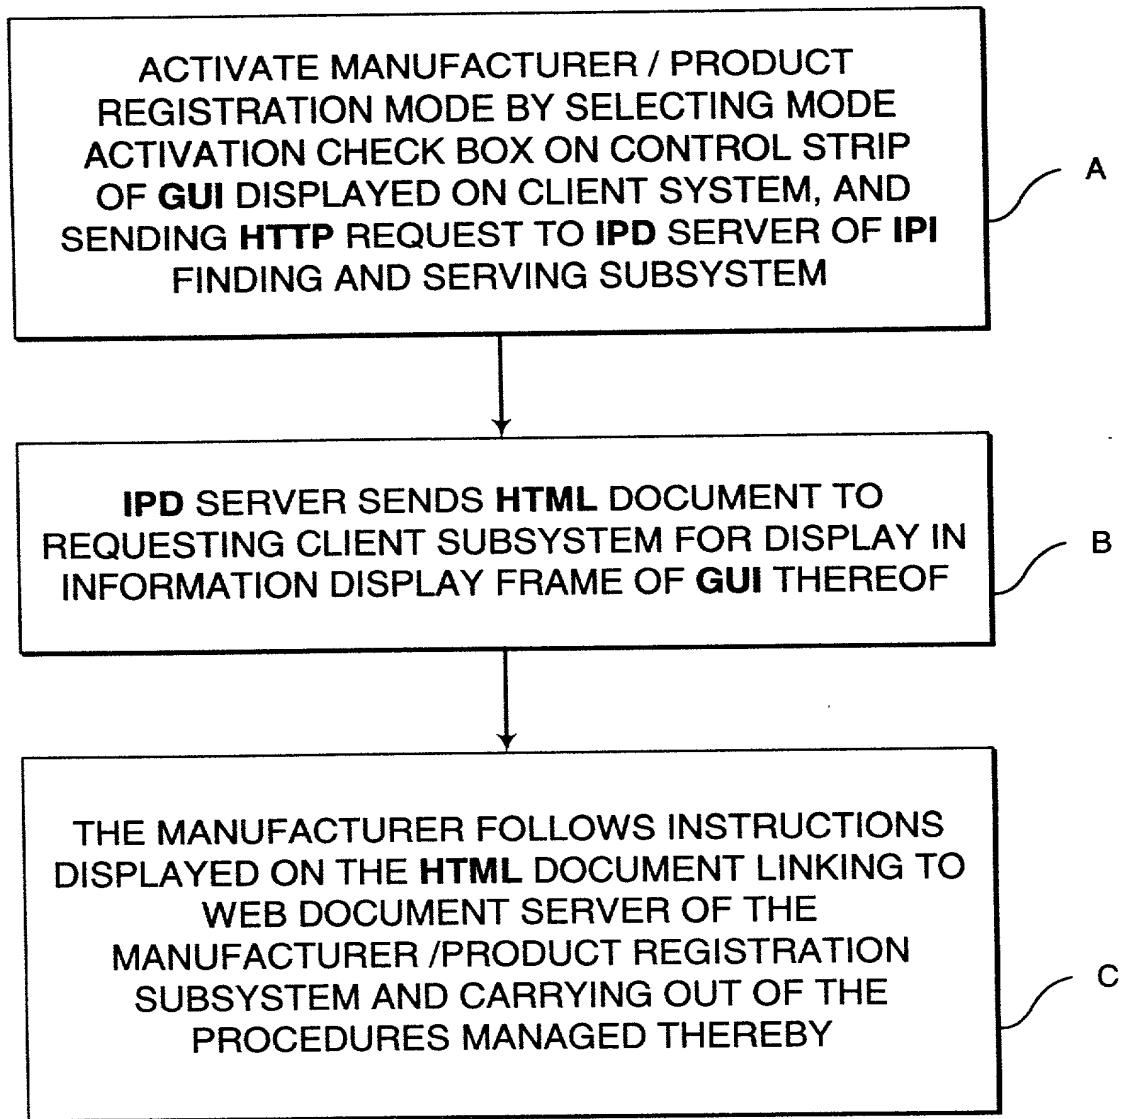 ACTIVATE MANUFACTURER / PRODUCT
REGISTRATION MODE BY SELECTING MODE
ACTIVATION CHECK BOX ON CONTROL STRIP
OF GUI DISPLAYED ON CLIENT SYSTEM, AND
SENDING HTTP REQUEST TO IPD SERVER OF IPI
FINDING AND SERVING SUBSYSTEM
A
IPD SERVER SENDS HTML DOCUMENT TO
REQUESTING CLIENT SUBSYSTEM FOR DISPLAY IN
INFORMATION DISPLAY FRAME OF GUI THEREOF
B
THE MANUFACTURER FOLLOWS INSTRUCTIONS
DISPLAYED ON THE HTML DOCUMENT LINKING TO
WEB DOCUMENT SERVER OF THE
MANUFACTURER /PRODUCT REGISTRATION
SUBSYSTEM AND CARRYING OUT OF THE
PROCEDURES MANAGED THEREBY
C